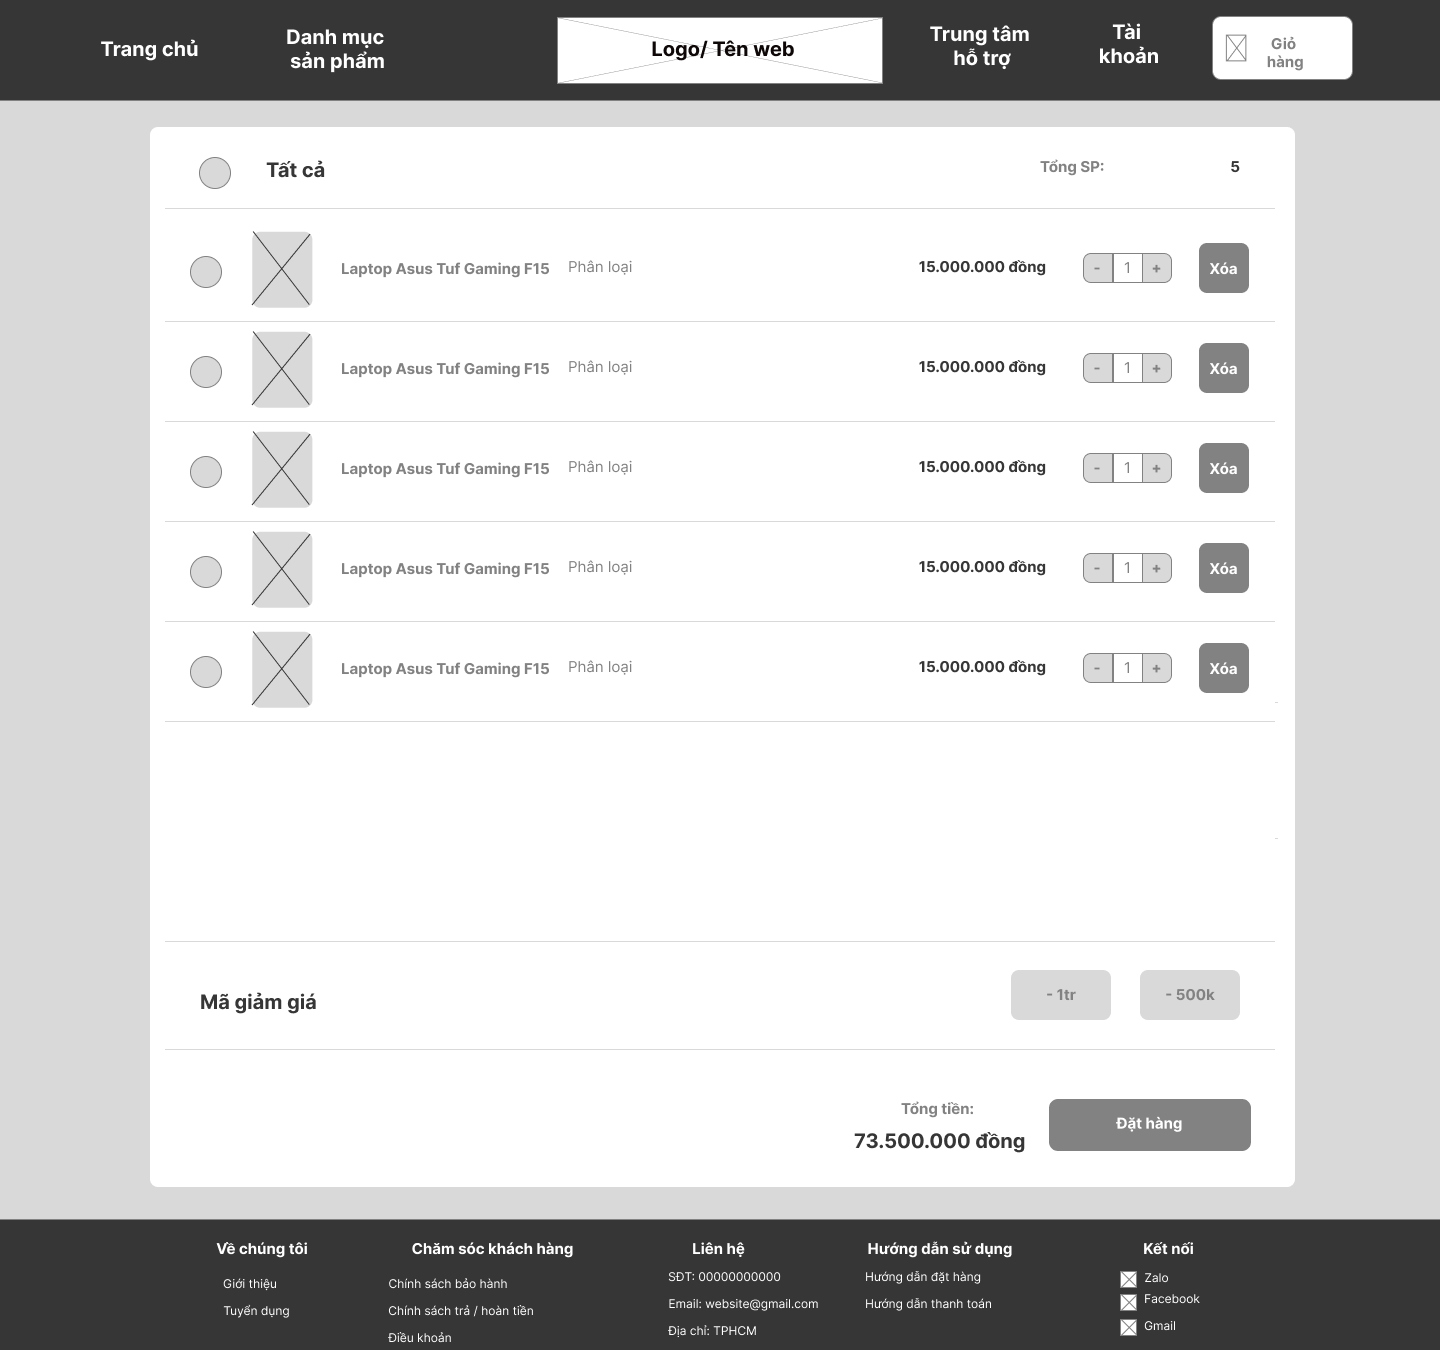 Trang chủ
Danh mục
sản phẩm
Logo/ Tên web
Trung tâm
hỗ trợ
Tài
khoản
Giỏ
hàng
Tất cả
Tổng SP:
5
Laptop Asus Tuf Gaming F15
Phân loại
15.000.000 đồng
- 1 +
Xóa
Laptop Asus Tuf Gaming F15
Phân loại
15.000.000 đồng
- 1 +
Xóa
Laptop Asus Tuf Gaming F15
Phân loại
15.000.000 đồng
- 1 +
Xóa
Laptop Asus Tuf Gaming F15
Phân loại
15.000.000 đồng
- 1 +
Xóa
Laptop Asus Tuf Gaming F15
Phân loại
15.000.000 đồng
- 1 +
Xóa
Mã giảm giá
- 1tr
- 500k
Tổng tiền:
73.500.000 đồng
Đặt hàng
Về chúng tôi
Giới thiệu
Tuyển dụng
Chăm sóc khách hàng
Chính sách bảo hành
Chính sách trả / hoàn tiền
Điều khoản
Liên hệ
SĐT: 00000000000
Email: website@gmail.com
Địa chỉ: TPHCM
Hướng dẫn sử dụng
Hướng dẫn đặt hàng
Hướng dẫn thanh toán
Kết nối
Zalo
Facebook
Gmail